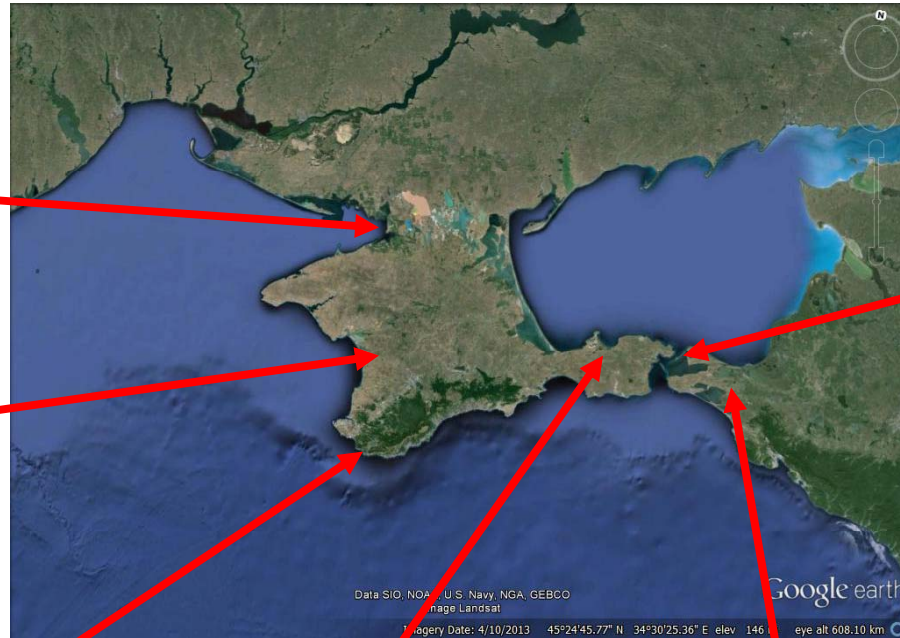 N
Data SIO, NOAA, U.S. Navy, NGA, GEBCO
Image Landsat
Google earth
Imagery Date: 4/10/2013 45°24'45.77" N 34°30'25.36" E elev 146 eye alt 608.10 km